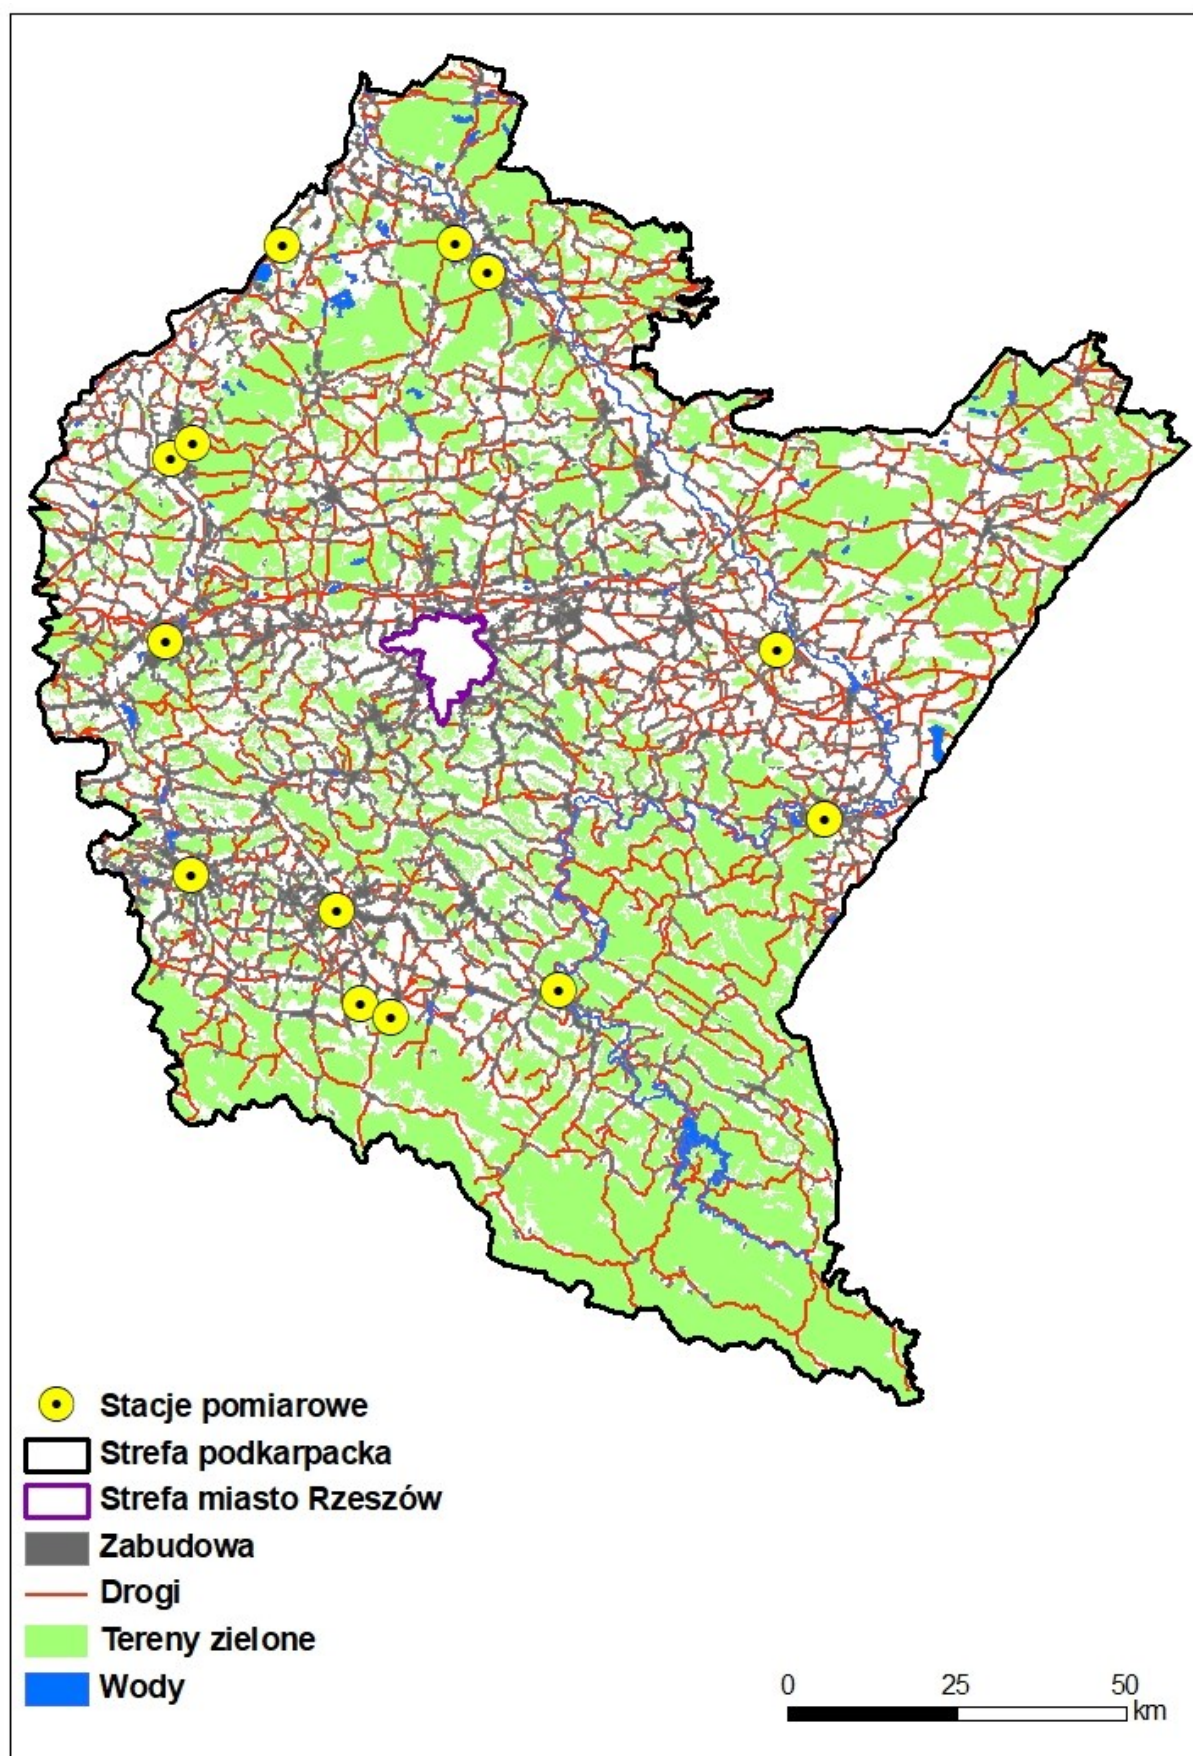 Stacje pomiarowe
Strefa podkarpacka
Strefa miasto Rzeszów
Zabudowa
Drogi
Tereny zielone
Wody
0 25 50
km